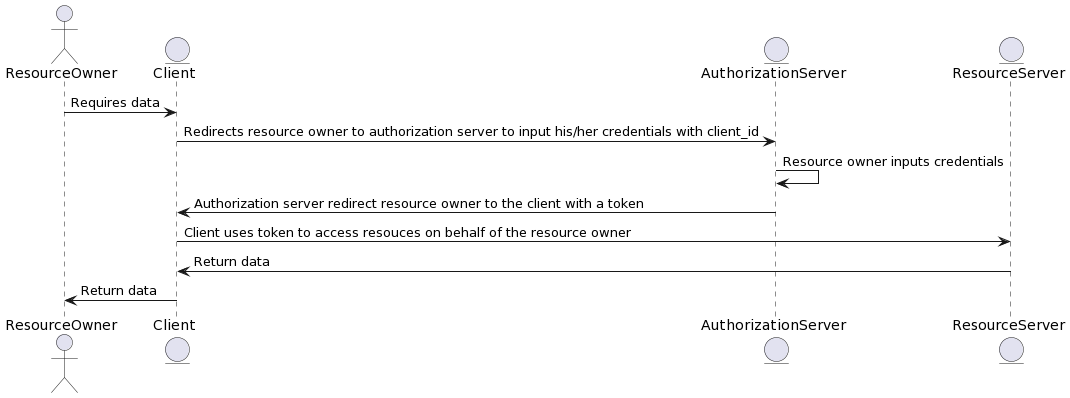 ResourceOwner
Client
AuthorizationServer
ResourceServer
Requires data
Redirects resource owner to authorization server to input his/her credentials with client_id
Resource owner inputs credentials
Authorization server redirect resource owner to the client with a token
Client uses token to access resouces on behalf of the resource owner
Return data
Return data
ResourceOwner
Client
AuthorizationServer
ResourceServer